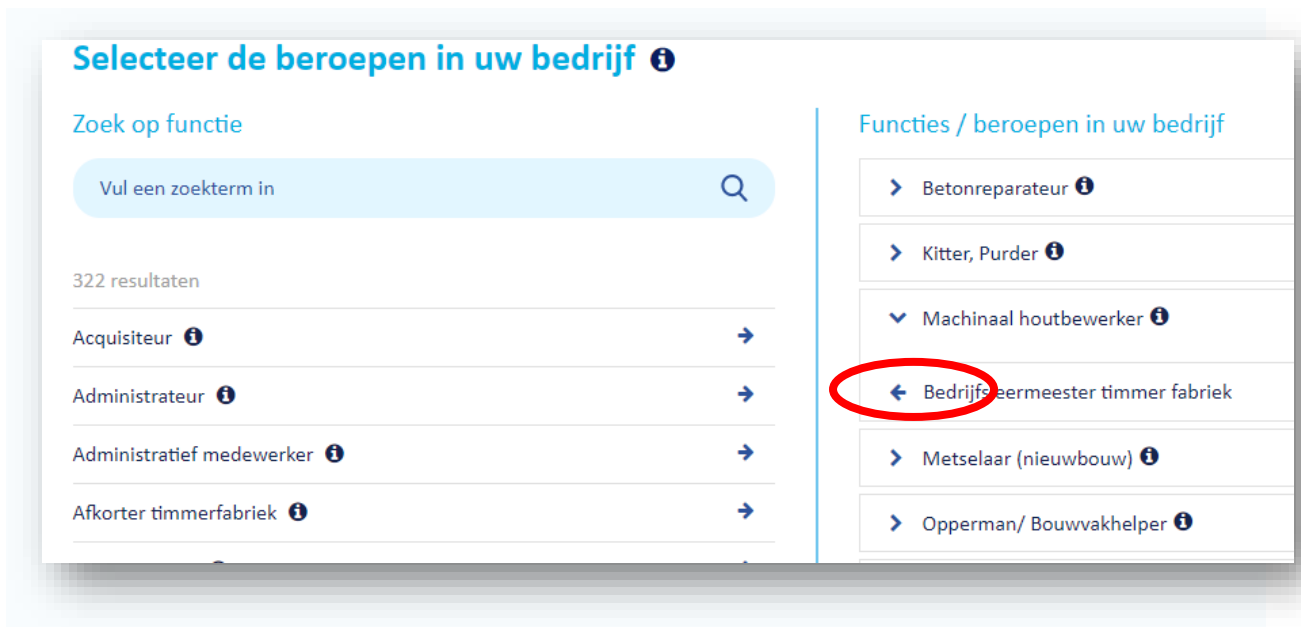 Selecteer de beroepen in uw bedrijf
Zoek op functie
Vul een zoekterm in
322 resultaten
Acquisiteur
Administrateur
Administratief medewerker
Afkorter timmerfabriek
Functies / beroepen in uw bedrijf
Betonreparateur
Kitter, Purder
Machinaal houtbewerker
Bedrijfsleermeester timmer fabriek
Metselaar (nieuwbouw)
Opperman/ Bouwvakhelper